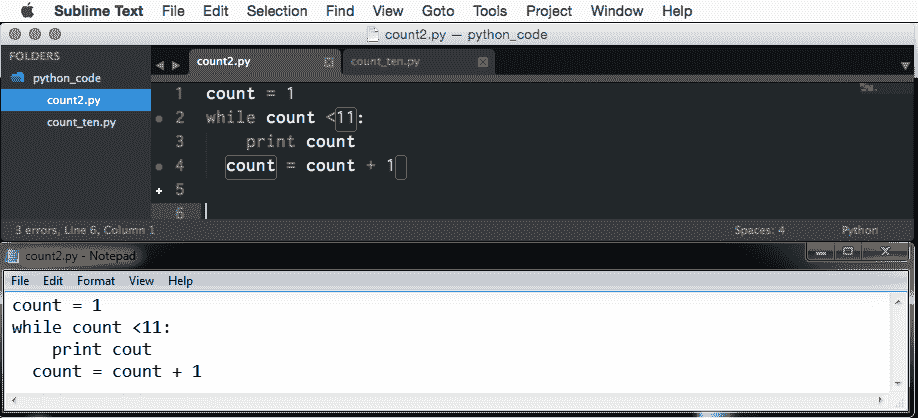 Sublime Text File Edit Selection Find View Goto Tools Project Window Help
count2.py — python_code
FOLDERS
python_code
count2.py
count_ten.py
count2.py count_ten.py
1 count = 1
2 while count <11:
3 print count
4 count = count + 1
5
6
3 errors, Line 6, Column 1 Spaces: 4 Python
count2.py - Notepad
File Edit Format View Help
count = 1
while count <11:
    print cout
  count = count + 1